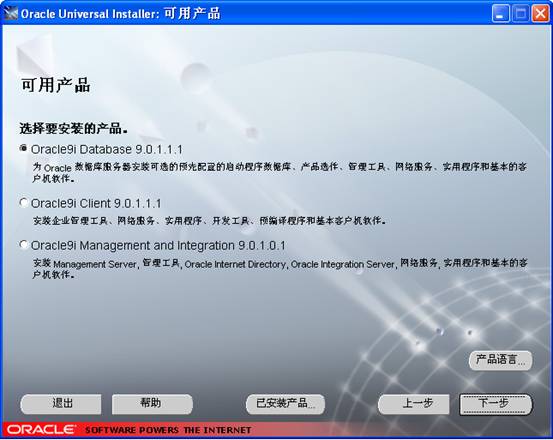 Oracle Universal Installer: 可用产品
可用产品
选择要安装的产品。
Oracle9i Database 9.0.1.1.1
为 Oracle 数据库服务器安装可选的预先配置的启动程序数据库、产品选件、管理工具、网络服务、实用程序和基本的客
户机软件。
Oracle9i Client 9.0.1.1.1
安装企业管理工具、网络服务、实用程序、开发工具、预编译程序和基本客户机软件。
Oracle9i Management and Integration 9.0.1.0.1
安装 Management Server, 管理工具, Oracle Internet Directory, Oracle Integration Server, 网络服务, 实用程序和基本的客
户机软件。
产品语言...
退出 帮助 已安装产品... 上一步 下一步
ORACLE SOFTWARE POWERS THE INTERNET